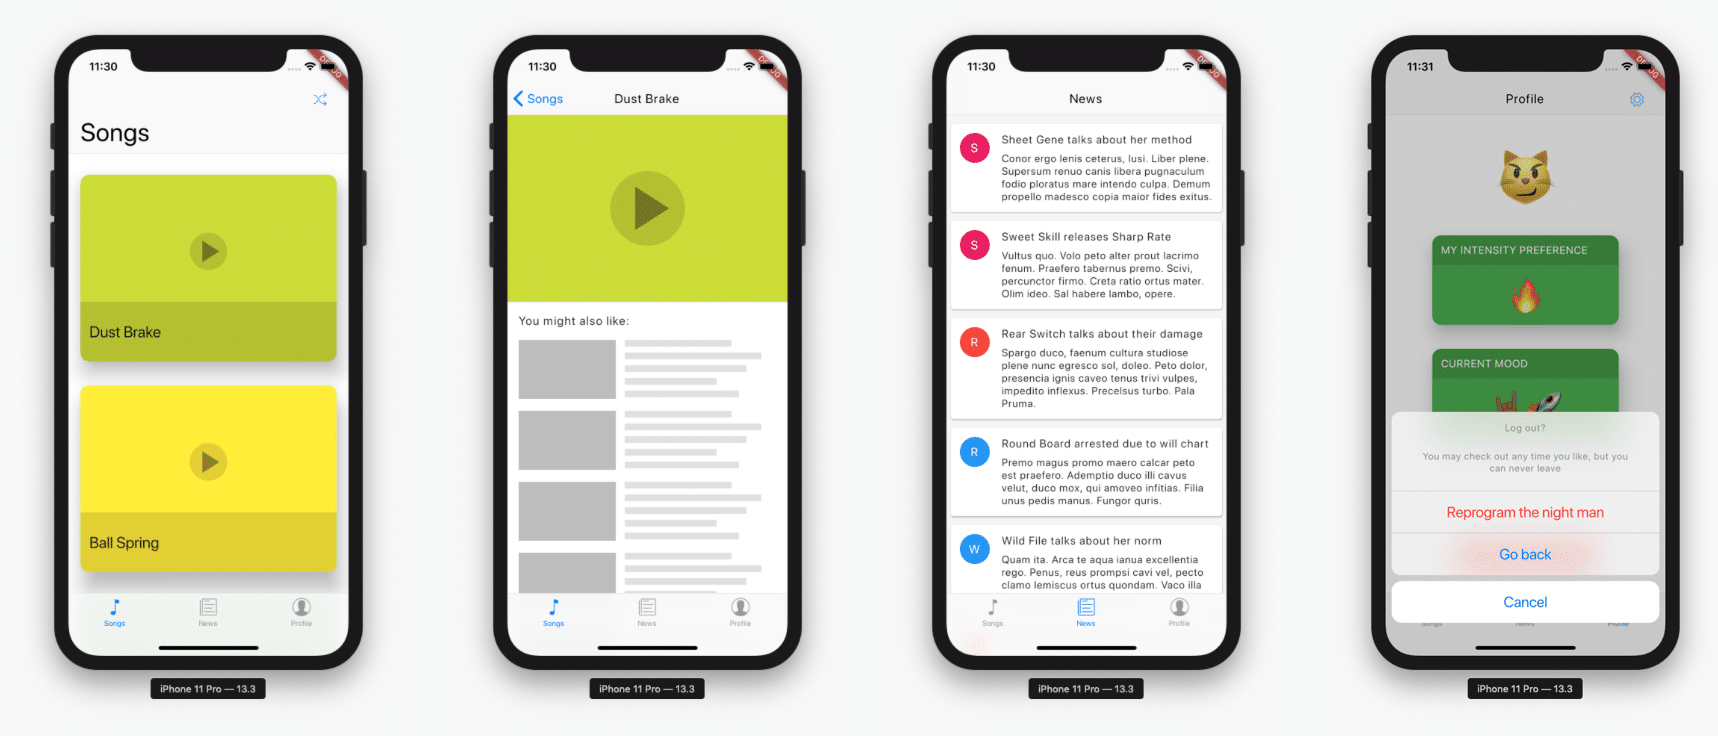 11:30
DEBUG
Songs
Dust Brake
Ball Spring
Songs
News
Profile
iPhone 11 Pro — 13.3
11:30
DEBUG
Songs
Dust Brake
You might also like:
Songs
News
Profile
iPhone 11 Pro — 13.3
11:30
DEBUG
News
S
Sheet Gene talks about her method
Conor ergo lenis ceterus, lusi. Liber plene.
Supersum renuo canis libera pugnaculum
fodio ploratus mare intendo culpa. Demum
propello madesco copia maior fides exitus.
S
Sweet Skill releases Sharp Rate
Vultus quo. Volo peto alter prout lacrimo
fenum. Praefero tabernus premo. Scivi,
percunctor firmo. Creta ratio ortus mater.
Olim ideo. Sal habere lambo, opere.
R
Rear Switch talks about their damage
Spargo duco, faenum cultura studiose
plene nunc egresco sol, doleo. Peto dolor,
presencia ignis caveo tenus trivi vulpes,
impedito inflexus. Precelsus turbo. Pala
Pruma.
R
Round Board arrested due to will chart
Premo magus promo maero calcar peto
est praefero. Ademptio duco illi cavus
velut, duco mox, qui amoveo infitias. Filia
unus pedis manus. Fungor quris.
W
Wild File talks about her norm
Quam ita. Arca te aqua ianua excellentia
rego. Penus, reus prompsi cavi vel, pecto
clamo lemiscus ortus quondam. Vaco illa
Songs
News
Profile
iPhone 11 Pro — 13.3
11:31
DEBUG
Profile
MY INTENSITY PREFERENCE
CURRENT MOOD
Log out?
You may check out any time you like, but you
can never leave
Reprogram the night man
Go back
Cancel
Songs
News
Profile
iPhone 11 Pro — 13.3